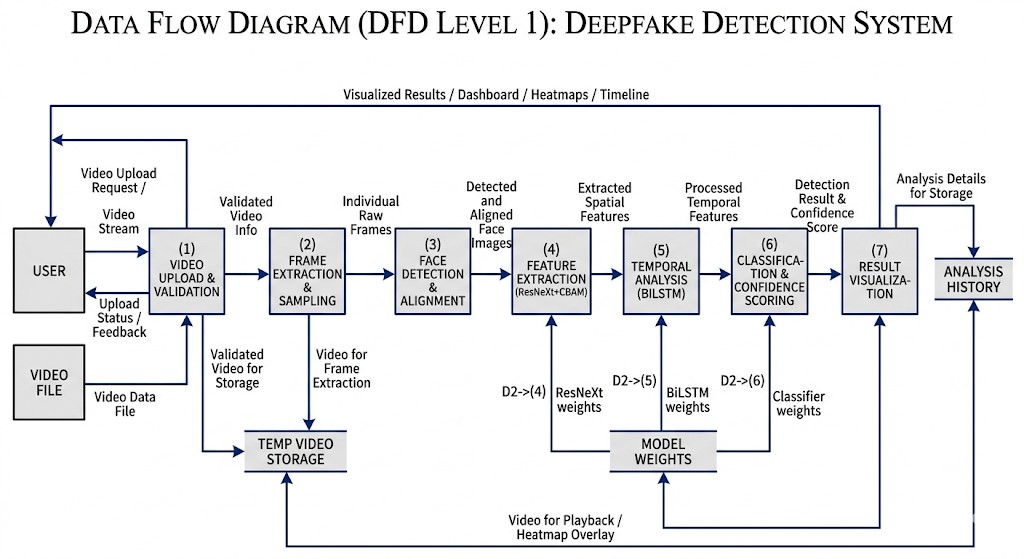 DATA FLOW DIAGRAM (DFD LEVEL 1): DEEPFAKE DETECTION SYSTEM
Visualized Results / Dashboard / Heatmaps / Timeline
Video Upload
Request /
Video
Stream
Validated
Video
Info
Individual
Raw
Frames
Detected
and
Aligned
Face
Images
Extracted
Spatial
Features
Processed
Temporal
Features
Detection
Result &
Confidence
Score
Analysis Details
for Storage
USER
(1)
VIDEO
UPLOAD &
VALIDATION
(2)
FRAME
EXTRACTION
&
SAMPLING
(3)
FACE
DETECTION
&
ALIGNMENT
(4)
FEATURE
EXTRACTION
(ResNeXt+CBAM)
(5)
TEMPORAL
ANALYSIS
(BILSTM)
(6)
CLASSIFICA-
TION &
CONFIDENCE
SCORING
(7)
RESULT
VISUALIZA-
TION
ANALYSIS
HISTORY
Upload
Status /
Feedback
VIDEO
FILE
Video Data
File
Validated
Video for
Storage
Video for
Frame
Extraction
D2->(4)
ResNeXt
weights
D2->(5)
BiLSTM
weights
D2->(6)
Classifier
weights
TEMP VIDEO
STORAGE
MODEL
WEIGHTS
Video for Playback /
Heatmap Overlay